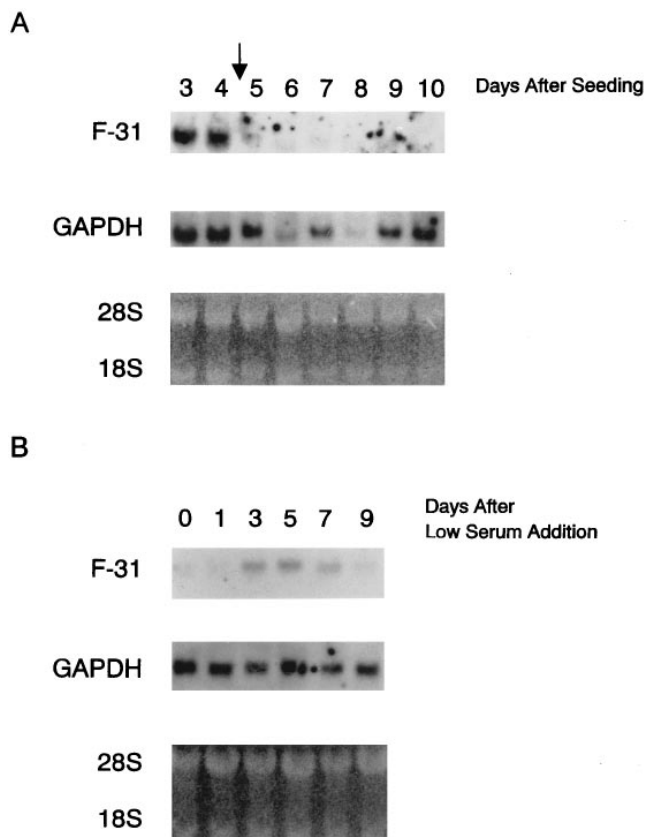 A
3 4 5 6 7 8 9 10 Days After Seeding
F-31
GAPDH
28S
18S
B
0 1 3 5 7 9 Days After
Low Serum Addition
F-31
GAPDH
28S
18S